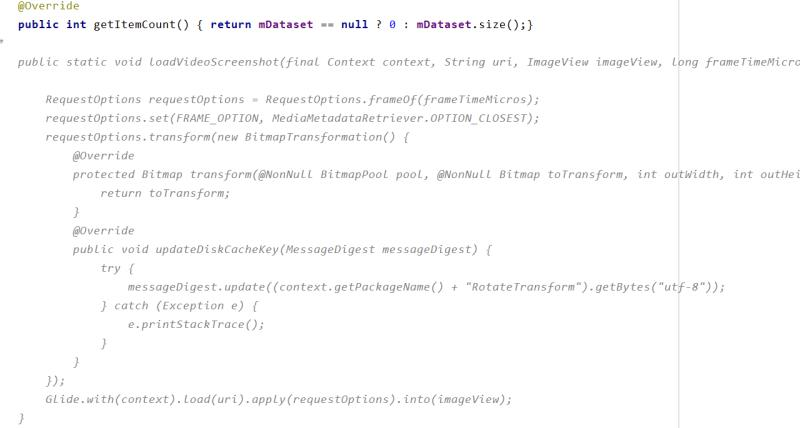 @Override
public int getItemCount() { return mDataset == null ? 0 : mDataset.size();}
public static void loadVideoScreenshot(final Context context, String uri, ImageView imageView, long frameTimeMicro
RequestOptions requestOptions = RequestOptions.frameOf(frameTimeMicros);
requestOptions.set(FRAME_OPTION, MediaMetadataRetriever.OPTION_CLOSEST);
requestOptions.transform(new BitmapTransformation() {
@Override
protected Bitmap transform(@NonNull BitmapPool pool, @NonNull Bitmap toTransform, int outWidth, int outHei
return toTransform;
}
@Override
public void updateDiskCacheKey(MessageDigest messageDigest) {
try {
messageDigest.update((context.getPackageName() + "RotateTransform").getBytes("utf-8"));
} catch (Exception e) {
e.printStackTrace();
}
}
});
Glide.with(context).load(uri).apply(requestOptions).into(imageView);
}